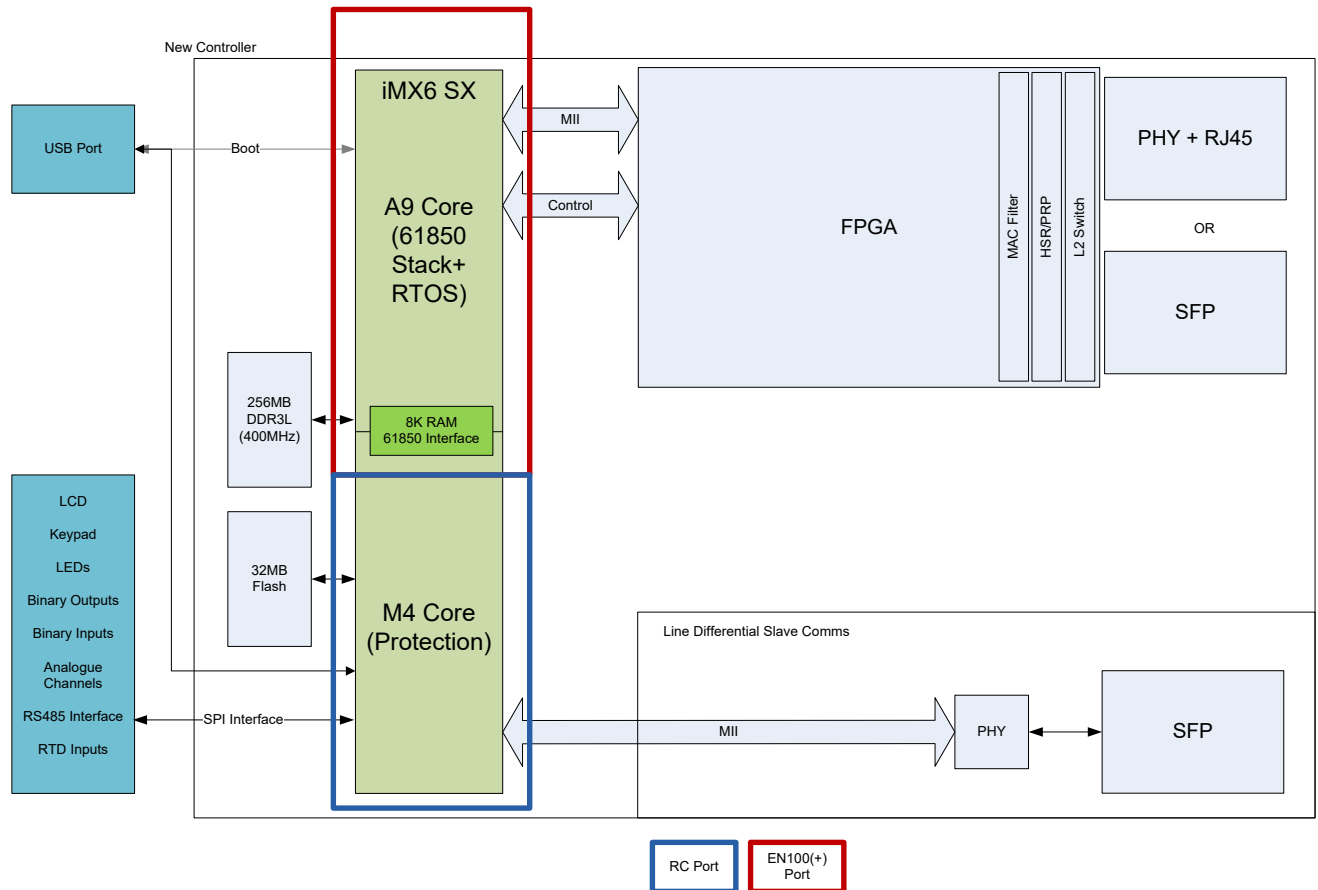 New Controller
USB Port
Boot
iMX6 SX
A9 Core
(61850
Stack+
RTOS)
MII
Control
FPGA
MAC Filter
HSR/PRP
L2 Switch
PHY + RJ45
OR
SFP
256MB
DDR3L
(400MHz)
8K RAM
61850 Interface
32MB
Flash
M4 Core
(Protection)
LCD
Keypad
LEDs
Binary Outputs
Binary Inputs
Analogue
Channels
RS485 Interface
RTD Inputs
SPI Interface
Line Differential Slave Comms
MII
PHY
SFP
RC Port
EN100(+)
Port